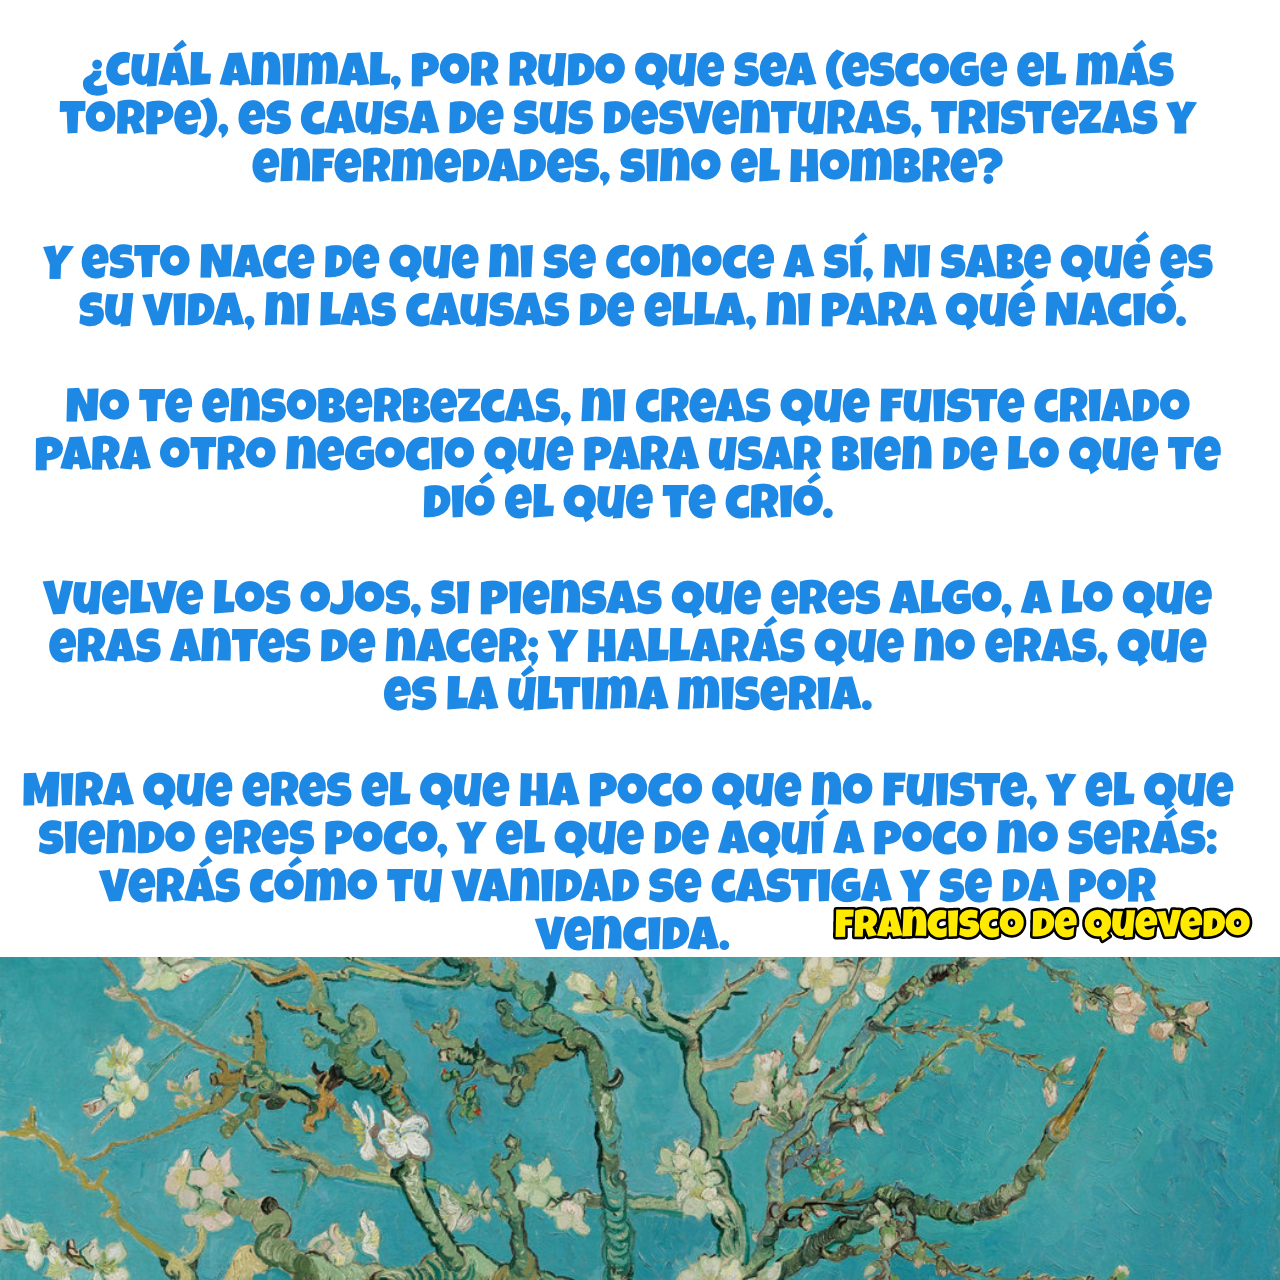 ¿Cuál animal, por rudo que sea (escoge el más
torpe), es causa de sus desventuras, tristezas y
enfermedades, sino el hombre?
Y esto nace de que ni se conoce a sí, ni sabe qué es
su vida, ni las causas de ella, ni para qué nació.
No te ensoberbezcas, ni creas que fuiste criado
para otro negocio que para usar bien de lo que te
dió el que te crió.
Vuelve los ojos, si piensas que eres algo, a lo que
eras antes de nacer; y hallarás que no eras, que
es la última miseria.
Mira que eres el que ha poco que no fuiste, y el que
siendo eres poco, y el que de aquí a poco no serás:
verás cómo tu vanidad se castiga y se da por
vencida.
Francisco de Quevedo